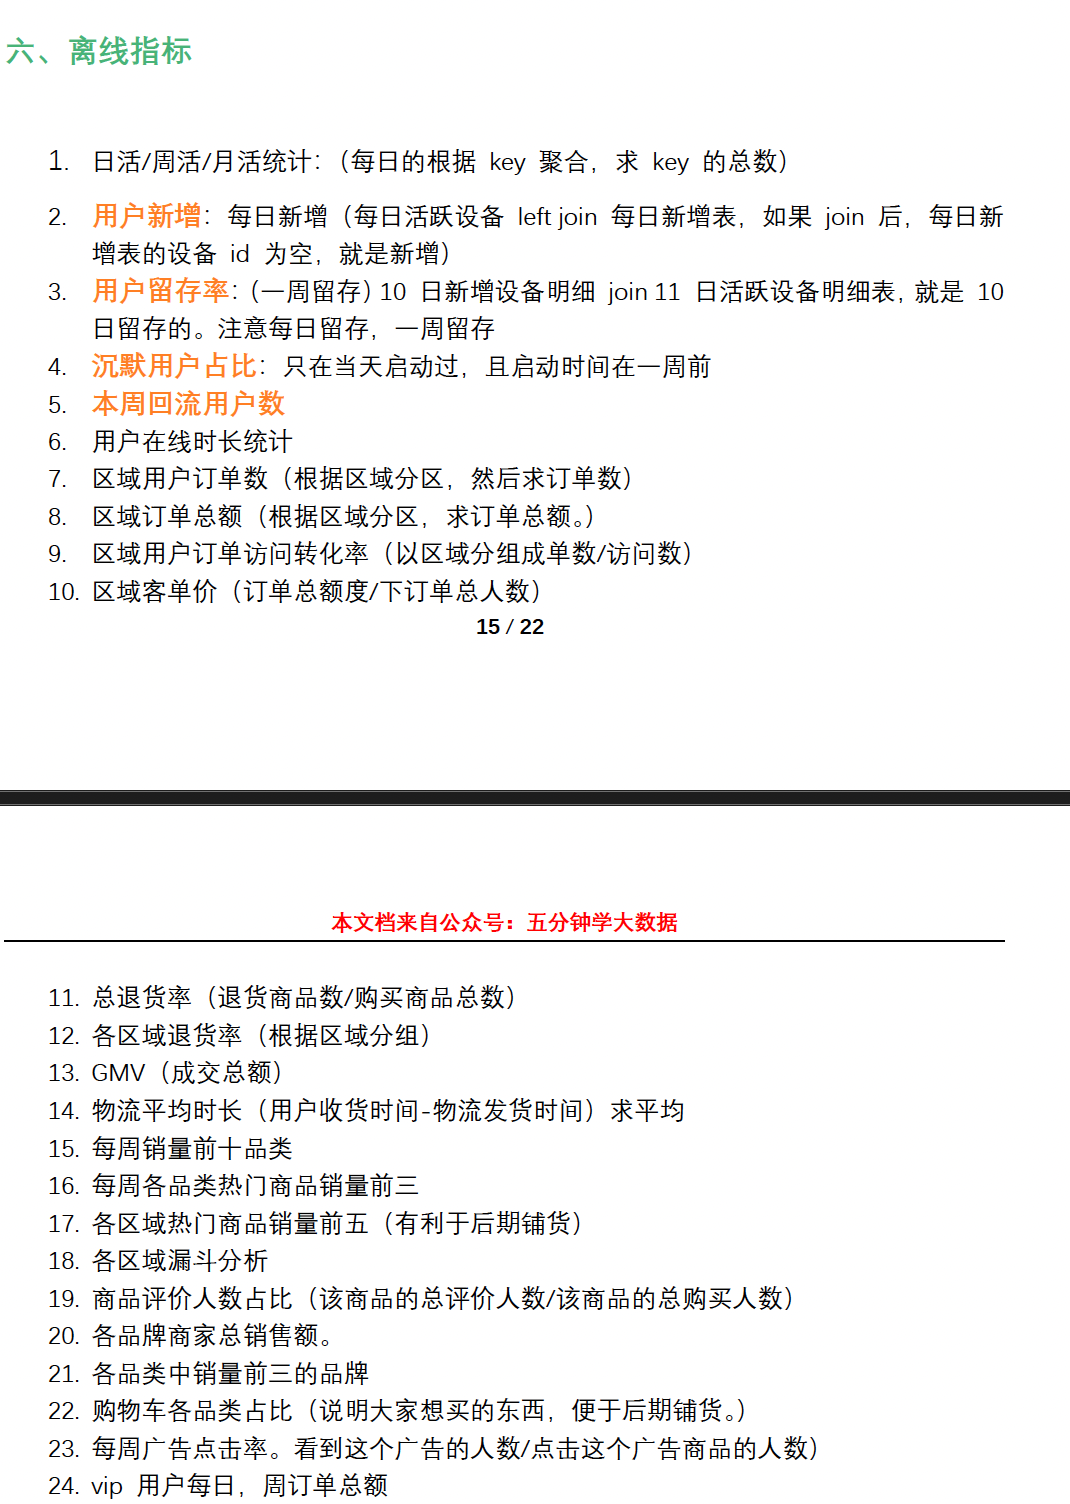 六、离线指标
1. 日活/周活/月活统计：（每日的根据 key 聚合，求 key 的总数）
2. 用户新增：每日新增（每日活跃设备 left join 每日新增表，如果 join 后，每日新
增表的设备 id 为空，就是新增）
3. 用户留存率：（一周留存）10 日新增设备明细 join 11 日活跃设备明细表，就是 10
日留存的。注意每日留存，一周留存
4. 沉默用户占比：只在当天启动过，且启动时间在一周前
5. 本周回流用户数
6. 用户在线时长统计
7. 区域用户订单数（根据区域分区，然后求订单数）
8. 区域订单总额（根据区域分区，求订单总额。）
9. 区域用户订单访问转化率（以区域分组成单数/访问数）
10. 区域客单价（订单总额度/下订单总人数）
15 / 22
本文档来自公众号：五分钟学大数据
11. 总退货率（退货商品数/购买商品总数）
12. 各区域退货率（根据区域分组）
13. GMV（成交总额）
14. 物流平均时长（用户收货时间-物流发货时间）求平均
15. 每周销量前十品类
16. 每周各品类热门商品销量前三
17. 各区域热门商品销量前五（有利于后期铺货）
18. 各区域漏斗分析
19. 商品评价人数占比（该商品的总评价人数/该商品的总购买人数）
20. 各品牌商家总销售额。
21. 各品类中销量前三的品牌
22. 购物车各品类占比（说明大家想买的东西，便于后期铺货。）
23. 每周广告点击率。看到这个广告的人数/点击这个广告商品的人数）
24. vip 用户每日，周订单总额